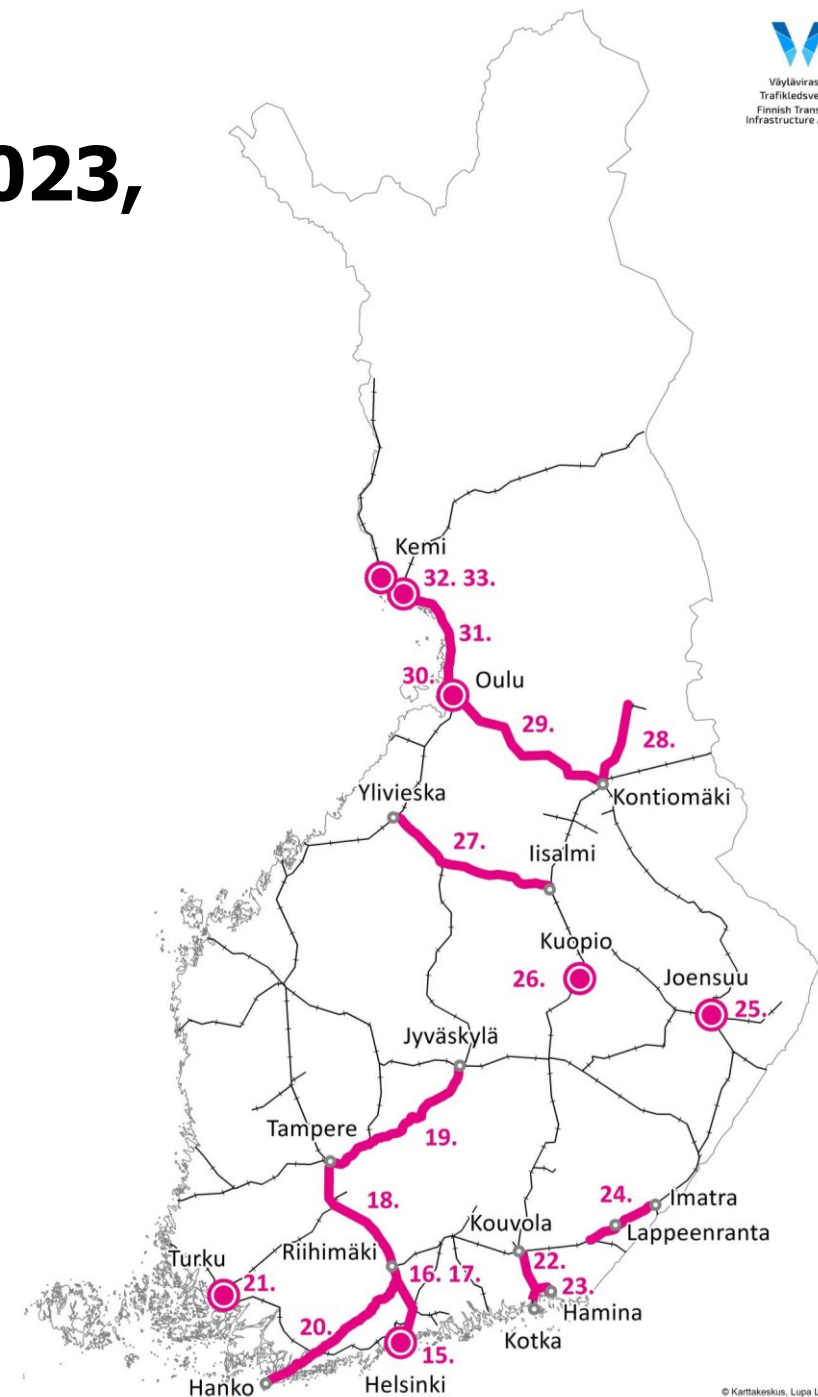 023,
Väyläviras
Trafikledsve
Finnish Trans
Infrastructure
Kemi
32. 33.
31.
30.
Oulu
29.
28.
Kontiomäki
Ylivieska
27.
Iisalmi
Kuopio
26.
Joensuu
25.
Jyväskylä
Tampere
19.
18.
24.
Imatra
Lappeenranta
Kouvola
Riihimäki
22.
Turku
16. 17.
21.
23.
Hamina
20.
Kotka
15.
Hanko
Helsinki
© Karttakeskus, Lupa L